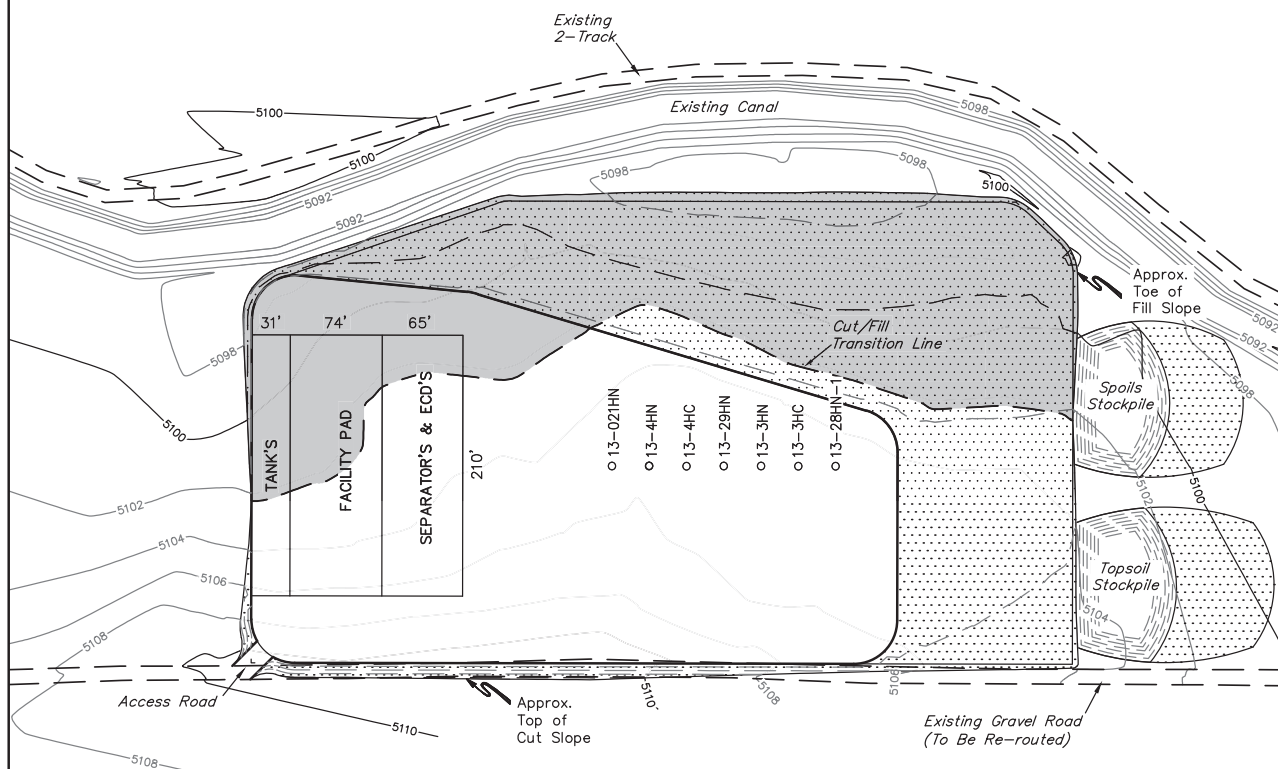 Existing
2-Track
Existing Canal
5100
5100
5098
5092
5092
5098
5098
5100
Approx.
Toe of
Fill Slope
31'
74'
65'
Cut/Fill
Transition Line
5098
5092
5092
5098
5100
Spoils
Stockpile
TANK'S
FACILITY PAD
SEPARATOR'S & ECD'S
210'
13-021HN
13-4HN
13-4HC
13-29HN
13-3HN
13-3HC
13-28HN-1
5102
5100
5102
5104
5106
Topsoil
Stockpile
5104
5108
5106
5110
5108
Access Road
Approx.
Top of
Cut Slope
5110
Existing Gravel Road
(To Be Re-routed)
5108